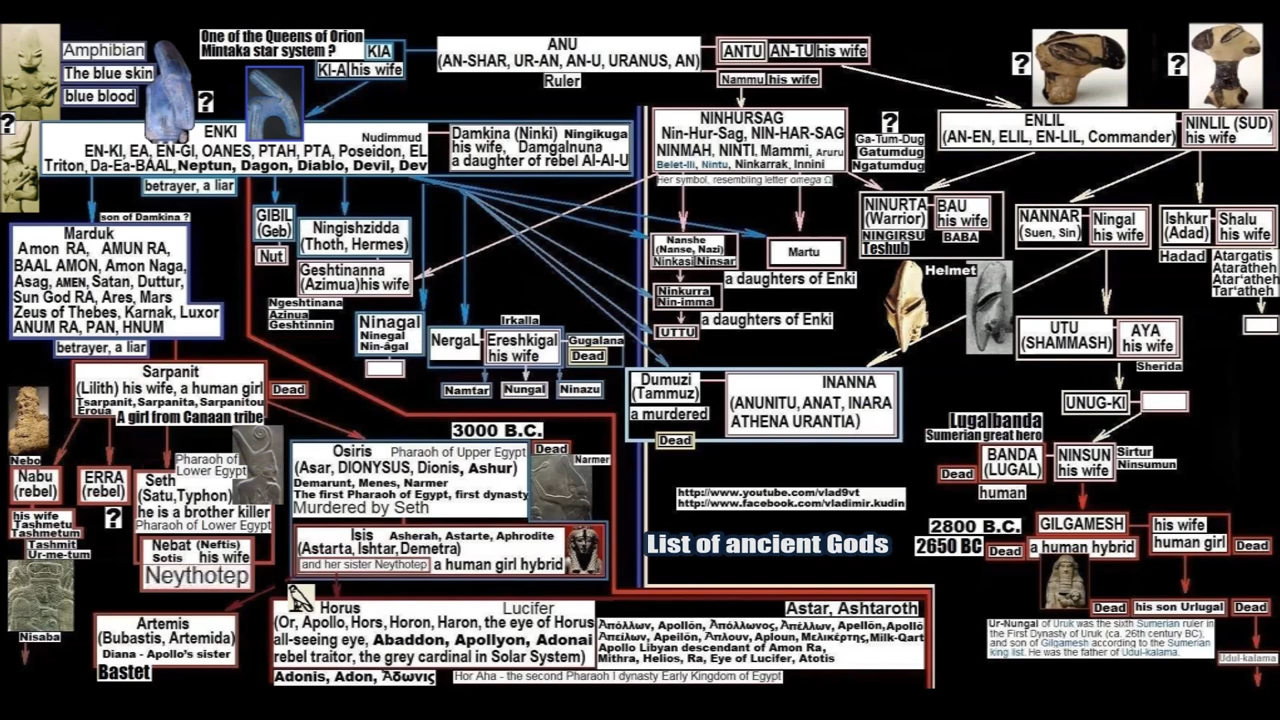 One of the Queens of Orion
Mintaka star system ?
KIA
KI-A his wife
ANU
(AN-SHAR, UR-AN, AN-U, URANUS, AN)
Ruler
ANTU AN-TU his wife
Nammu his wife
Amphibian
The blue skin
blue blood
?
?
?
?
ENKI
Nudimmud
EN-KI, EA, EN-GI, OANES, PTAH, PTA, Poseidon, EL
Triton, Da-Ea-BAAL, Neptun, Dagon, Diablo, Devil, Dev
betrayer, a liar
Damkina (Ninki) Ningikuga
his wife, Damgalnuna
a daughter of rebel Al-Al-U
NINHURSAG
Nin-Hur-Sag, NIN-HAR-SAG
NINMAH, NINTI, Mammi, Aruru
Belet-Ili, Nintu, Ninkarrak, Innini
Her symbol, resembling letter omega Ω
?
Ga-Tum-Dug
Gatumdug
Ngatumdug
ENLIL
(AN-EN, ELIL, EN-LIL, Commander)
NINLIL (SUD)
his wife
son of Damkina ?
Marduk
Amon RA, AMUN RA,
BAAL AMON, Amon Naga,
Asag, AMEN, Satan, Duttur,
Sun God RA, Ares, Mars
Zeus of Thebes, Karnak, Luxor
ANUM RA, PAN, HNUM
betrayer, a liar
GIBIL
(Geb)
Nut
Ningishzidda
(Thoth, Hermes)
Geshtinanna
(Azimua)his wife
Ngeshtinana
Azinua
Geshtinnin
Ninagal
Ninegal
Nin-âgal
NergaL
Irkalla
Ereshkigal
his wife
Gugalana
Dead
Namtar
Nungal
Ninazu
Nanshe
(Nanse, Nazi)
Ninkasi Ninsar
Martu
a daughters of Enki
Ninkurra
Nin-imma
a daughters of Enki
UTTU
NINURTA
(Warrior)
NINGIRSU
Teshub
BAU
his wife
BABA
Helmet
NANNAR
(Suen, Sin)
Ningal
his wife
Ishkur
(Adad)
Hadad
Shalu
his wife
Atargatis
Ataratheh
Atar'atheh
Tar'atheh
UTU
(SHAMMASH)
AYA
his wife
Sherida
UNUG-KI
Dumuzi
(Tammuz)
a murdered
Dead
INANNA
(ANUNITU, ANAT, INARA
ATHENA URANTIA)
Sarpanit
(Lilith) his wife, a human girl
Tsarpanit, Sarpanita, Sarpanitou
Eroua
A girl from Canaan tribe
Dead
Nebo
Nabu
(rebel)
his wife
Tashmetu
Tashmetum
Tashmit
Ur-me-tum
Nisaba
ERRA
(rebel)
?
Pharaoh of
Lower Egypt
Seth
(Satu,Typhon)
he is a brother killer
Pharaoh of Lower Egypt
Nebat (Neftis)
Sotis his wife
Neythotep
3000 B.C.
Osiris Pharaoh of Upper Egypt
(Asar, DIONYSUS, Dionis, Ashur)
Demarunt, Menes, Narmer
The first Pharaoh of Egypt, first dynasty
Murdered by Seth
Dead
Narmer
Isis Asherah, Astarte, Aphrodite
(Astarta, Ishtar, Demetra)
and her sister Neythotep a human girl hybrid
Artemis
(Bubastis, Artemida)
Diana - Apollo's sister
Bastet
Horus Lucifer
(Or, Apollo, Hors, Horon, Haron, the eye of Horus
all-seeing eye, Abaddon, Apollyon, Adonai
rebel traitor, the grey cardinal in Solar System)
Adonis, Adon, Ἄδωνις
Hor Aha - the second Pharaoh I dynasty Early Kingdom of Egypt
Astar, Ashtaroth
Ἀπόλλων, Apollōn, Ἀπόλλωνος, Ἀπέλλων, Apellōn, Apollō
Ἀπείλων, Apeilōn, Ἄπλουν, Aploun, Μελικέρτης, Milk-Qart
Apollo Libyan descendant of Amon Ra,
Mithra, Helios, Ra, Eye of Lucifer, Atotis
http://www.youtube.com/vlad9vt
http://www.facebook.com/vladimir.kudin
List of ancient Gods
Lugalbanda
Sumerian great hero
BANDA
(LUGAL)
Dead
human
NINSUN
his wife
Sirtur
Ninsumun
2800 B.C.
2650 BC
GILGAMESH
a human hybrid
Dead
his wife
human girl
Dead
Dead
his son Urlugal
Dead
Ur-Nungal of Uruk was the sixth Sumerian ruler in
the First Dynasty of Uruk (ca. 26th century BC),
and son of Gilgamesh according to the Sumerian
king list. He was the father of Udul-kalama.
Udul-kalama